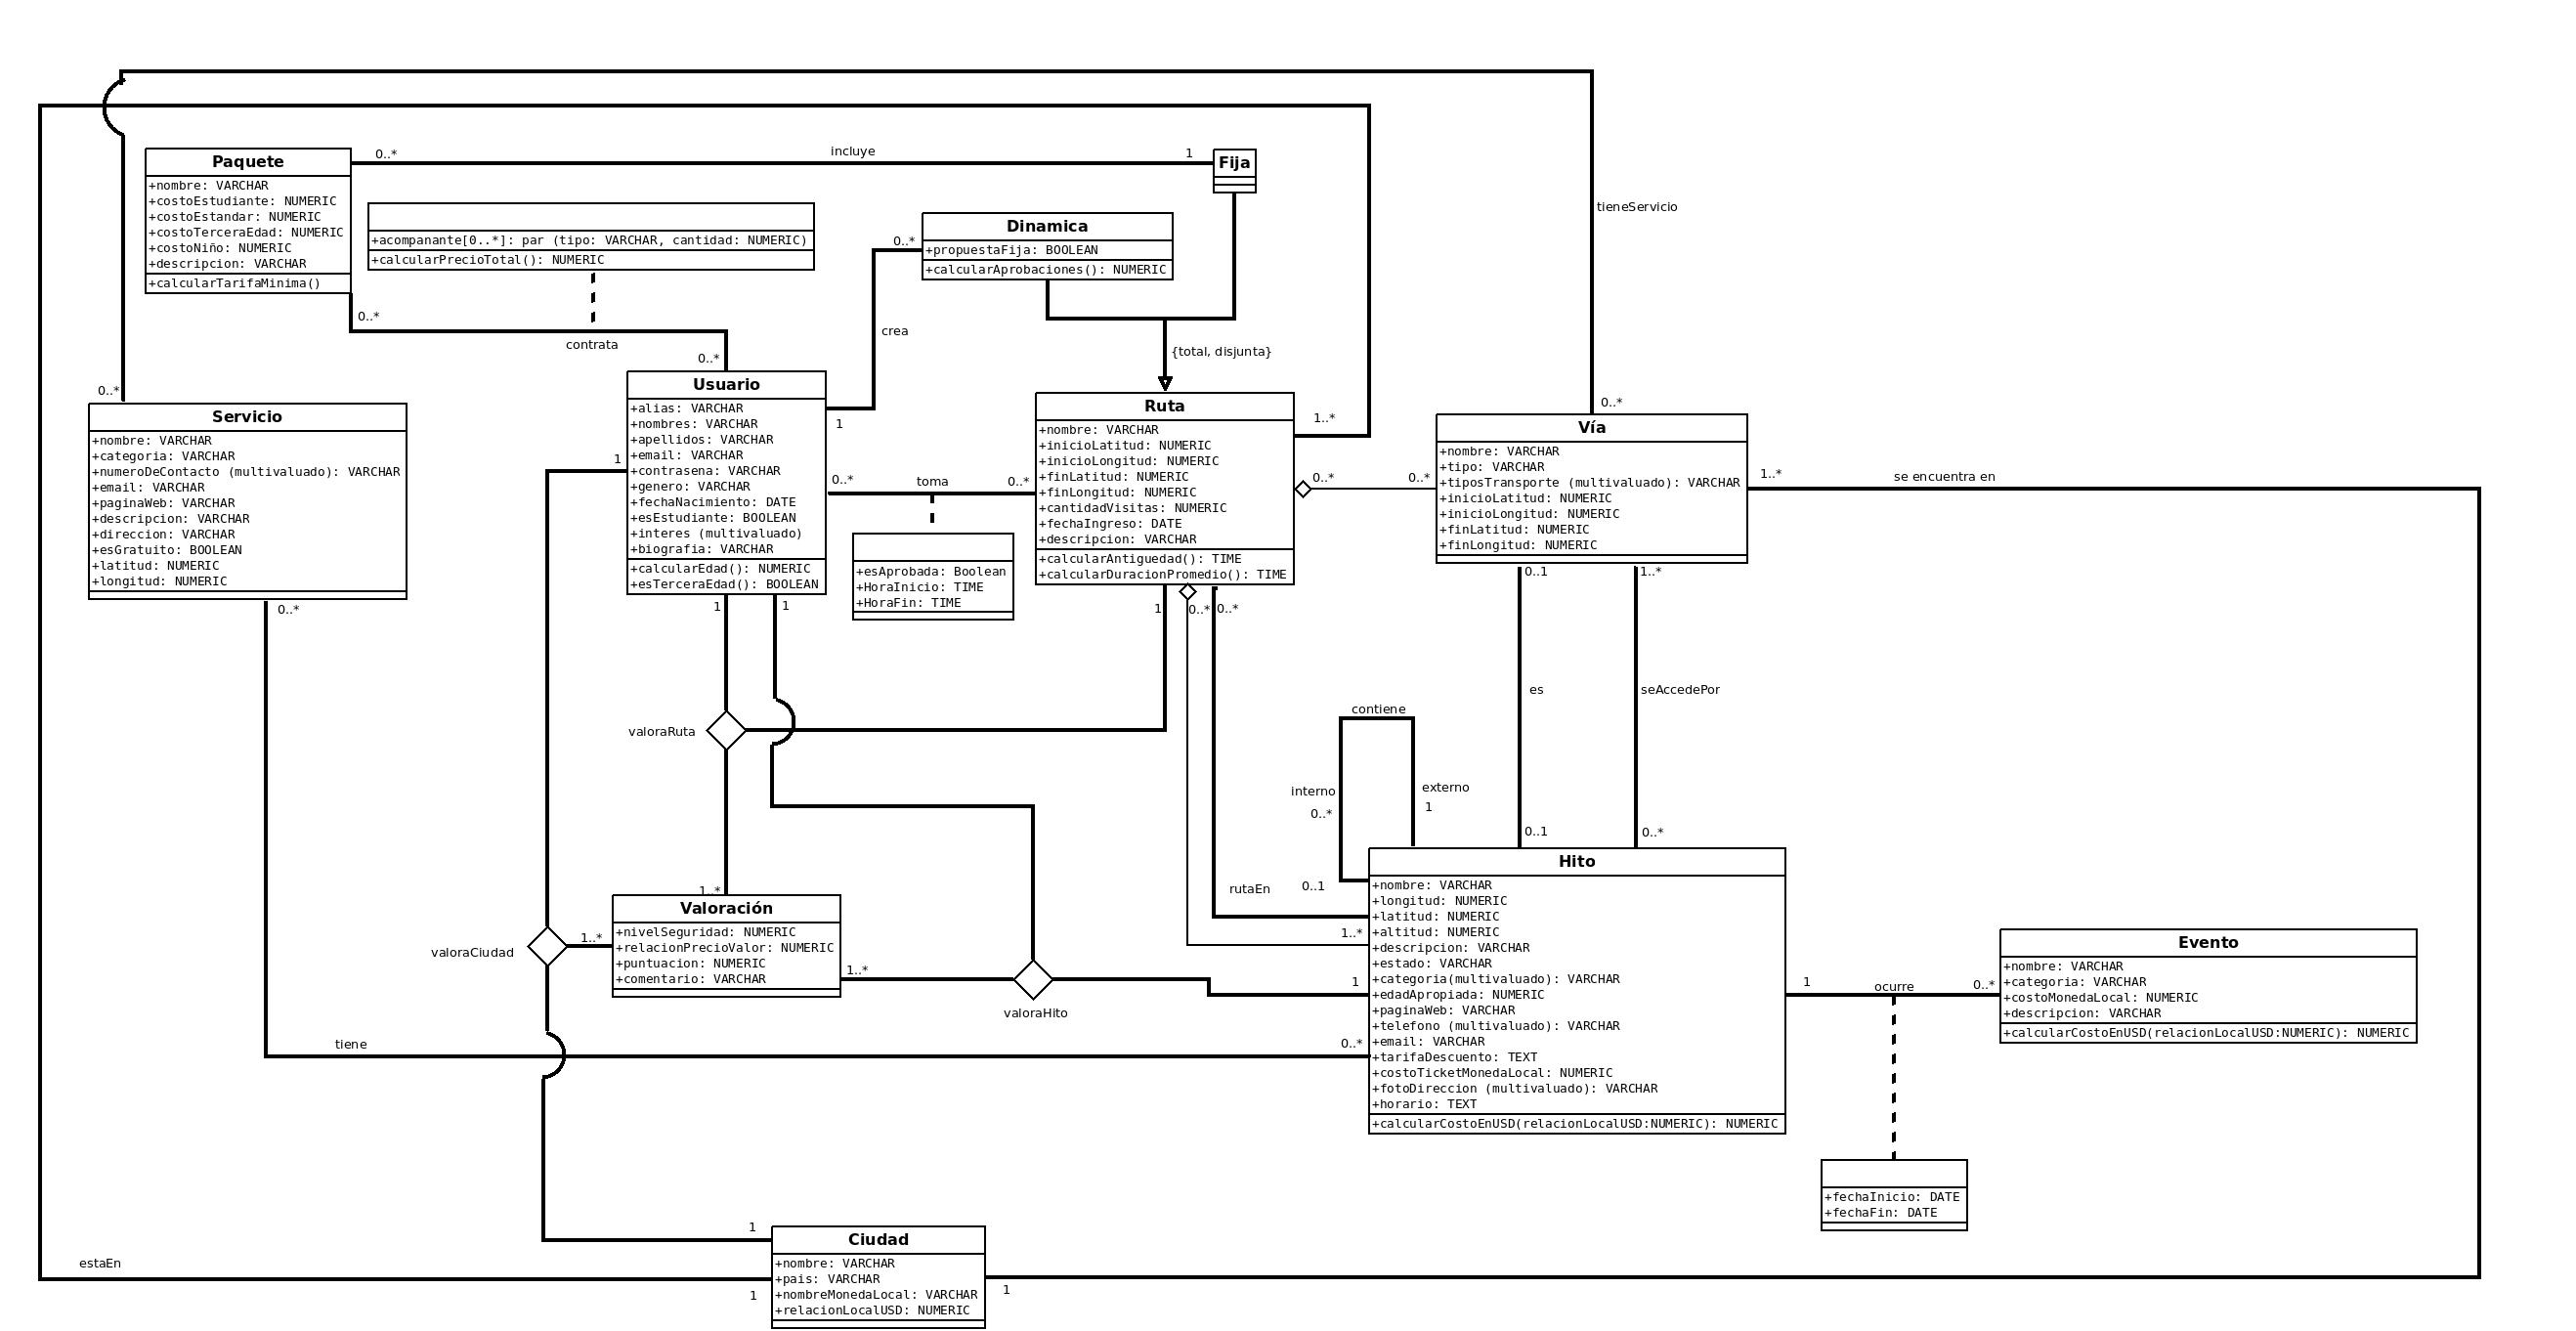 Paquete
+nombre: VARCHAR
+costoEstudiante: NUMERIC
+costoEstandar: NUMERIC
+costoTerceraEdad: NUMERIC
+costoNiño: NUMERIC
+descripcion: VARCHAR
+calcularTarifaMinima()
0..*
incluye
1
Fija
+acompanante[0..*]: par (tipo: VARCHAR, cantidad: NUMERIC)
+calcularPrecioTotal(): NUMERIC
Dinamica
+propuestaFija: BOOLEAN
+calcularAprobaciones(): NUMERIC
0..*
crea
1
{total, disjunta}
tieneServicio
0..*
contrata
0..*
0..*
Servicio
+nombre: VARCHAR
+categoria: VARCHAR
+numeroDeContacto (multivaluado): VARCHAR
+email: VARCHAR
+paginaWeb: VARCHAR
+descripcion: VARCHAR
+direccion: VARCHAR
+esGratuito: BOOLEAN
+latitud: NUMERIC
+longitud: NUMERIC
0..*
Usuario
+alias: VARCHAR
+nombres: VARCHAR
+apellidos: VARCHAR
+email: VARCHAR
+contrasena: VARCHAR
+genero: VARCHAR
+fechaNacimiento: DATE
+esEstudiante: BOOLEAN
+interes (multivaluado)
+biografia: VARCHAR
+calcularEdad(): NUMERIC
+esTerceraEdad(): BOOLEAN
1
1
1
0..*
toma
0..*
+esAprobada: Boolean
+HoraInicio: TIME
+HoraFin: TIME
Ruta
+nombre: VARCHAR
+inicioLatitud: NUMERIC
+inicioLongitud: NUMERIC
+finLatitud: NUMERIC
+finLongitud: NUMERIC
+cantidadVisitas: NUMERIC
+fechaIngreso: DATE
+descripcion: VARCHAR
+calcularAntiguedad(): TIME
+calcularDuracionPromedio(): TIME
1..*
0..*
0..*
1
0..*
0..*
0..*
Vía
+nombre: VARCHAR
+tipo: VARCHAR
+tiposTransporte (multivaluado): VARCHAR
+inicioLatitud: NUMERIC
+inicioLongitud: NUMERIC
+finLatitud: NUMERIC
+finLongitud: NUMERIC
1..*
se encuentra en
0..1
1..*
es
seAccedePor
0..1
0..*
valoraRuta
contiene
interno
0..*
externo
1
rutaEn
0..1
1..*
1..*
Valoración
+nivelSeguridad: NUMERIC
+relacionPrecioValor: NUMERIC
+puntuacion: NUMERIC
+comentario: VARCHAR
valoraCiudad
1..*
1..*
valoraHito
1
tiene
0..*
Hito
+nombre: VARCHAR
+longitud: NUMERIC
+latitud: NUMERIC
+altitud: NUMERIC
+descripcion: VARCHAR
+estado: VARCHAR
+categoria(multivaluado): VARCHAR
+edadApropiada: NUMERIC
+paginaWeb: VARCHAR
+telefono (multivaluado): VARCHAR
+email: VARCHAR
+tarifaDescuento: TEXT
+costoTicketMonedaLocal: NUMERIC
+fotoDireccion (multivaluado): VARCHAR
+horario: TEXT
+calcularCostoEnUSD(relacionLocalUSD:NUMERIC): NUMERIC
1
ocurre
0..*
Evento
+nombre: VARCHAR
+categoria: VARCHAR
+costoMonedaLocal: NUMERIC
+descripcion: VARCHAR
+calcularCostoEnUSD(relacionLocalUSD:NUMERIC): NUMERIC
+fechaInicio: DATE
+fechaFin: DATE
1
estaEn
1
Ciudad
+nombre: VARCHAR
+pais: VARCHAR
+nombreMonedaLocal: VARCHAR
+relacionLocalUSD: NUMERIC
1